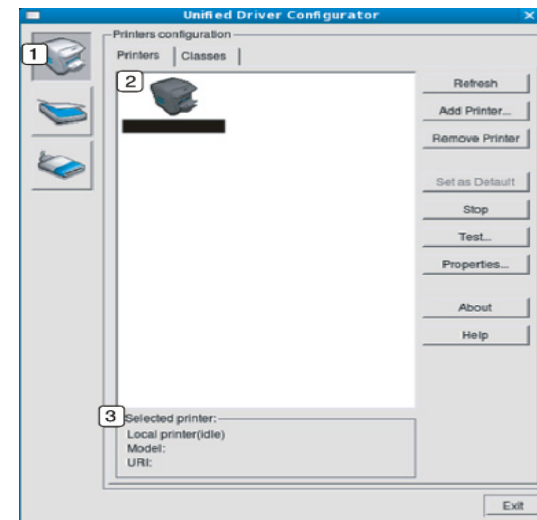 Unified Driver Configurator
Printers configuration
1
Printers Classes
2
Refresh
Add Printer...
Remove Printer
Set as Default
Stop
Test...
Properties...
About
Help
3
Selected printer:
Local printer(idle)
Model:
URI:
Exit